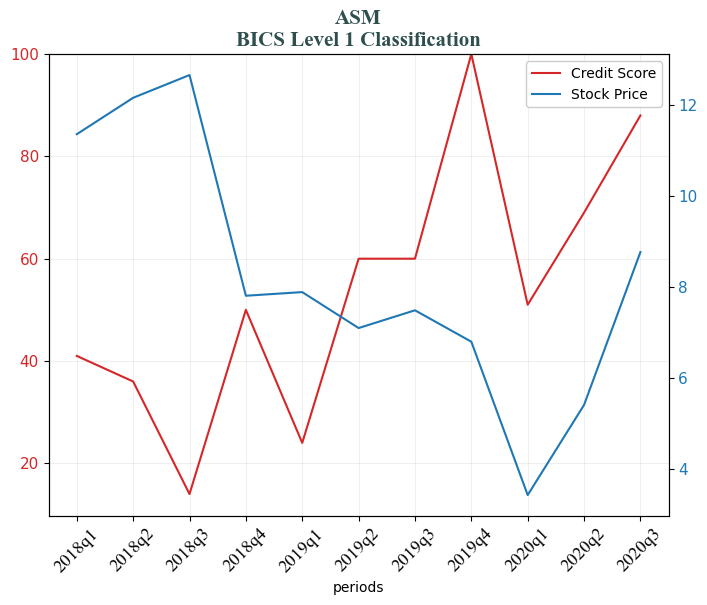 ASM
BICS Level 1 Classification
Credit Score
Stock Price
100
80
60
40
20
12
10
8
6
4
2018q1
2018q2
2018q3
2018q4
2019q1
2019q2
2019q3
2019q4
2020q1
2020q2
2020q3
periods